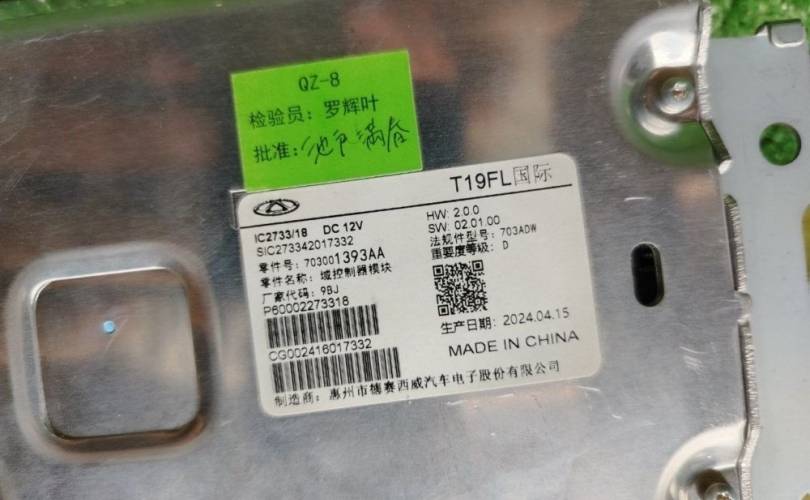 QZ-8
检验员：罗辉叶
批准：
T19FL国际
IC2733/18 DC 12V
SIC273342017332
零件号：703001393AA
零件名称：域控制器模块
厂家代码：9BJ
P60002273318
CG002416017332
HW: 2.0.0
SW: 02.01.00
法规件型号：703ADW
重要度等级：D
生产日期：2024.04.15
MADE IN CHINA
制造商：惠州市德赛西威汽车电子股份有限公司